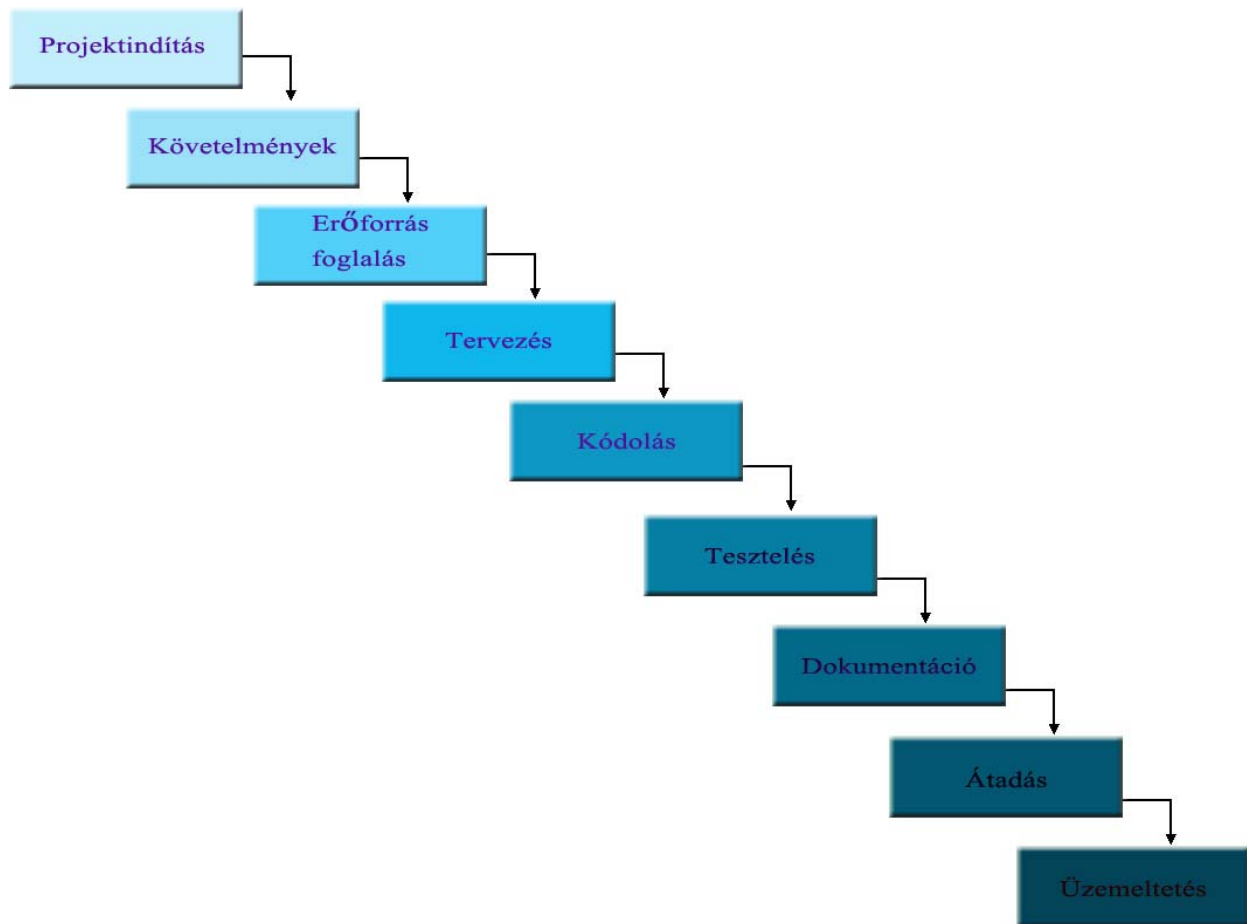 Projektindítás
Követelmények
Erőforrás
foglalás
Tervezés
Kódolás
Tesztelés
Dokumentáció
Átadás
Üzemeltetés